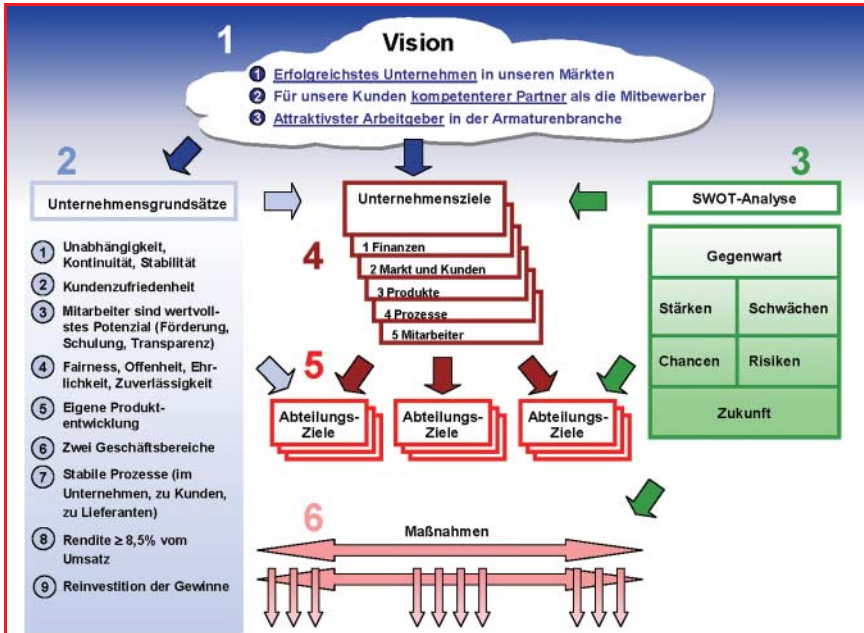 1
Vision
1 Erfolgreichstes Unternehmen in unseren Märkten
2 Für unsere Kunden kompetenterer Partner als die Mitbewerber
3 Attraktivster Arbeitgeber in der Armaturenbranche
2
Unternehmensgrundsätze
1 Unabhängigkeit,
Kontinuität, Stabilität
2 Kundenzufriedenheit
3 Mitarbeiter sind wertvoll-
stes Potenzial (Förderung,
Schulung, Transparenz)
4 Fairness, Offenheit, Ehr-
lichkeit, Zuverlässigkeit
5 Eigene Produkt-
entwicklung
6 Zwei Geschäftsbereiche
7 Stabile Prozesse (im
Unternehmen, zu Kunden,
zu Lieferanten)
8 Rendite ≥ 8,5% vom
Umsatz
9 Reinvestition der Gewinne
3
SWOT-Analyse
Gegenwart
Stärken
Schwächen
Chancen
Risiken
Zukunft
4
Unternehmensziele
1 Finanzen
2 Markt und Kunden
3 Produkte
4 Prozesse
5 Mitarbeiter
5
Abteilungs-
Ziele
Abteilungs-
Ziele
Abteilungs-
Ziele
6
Maßnahmen